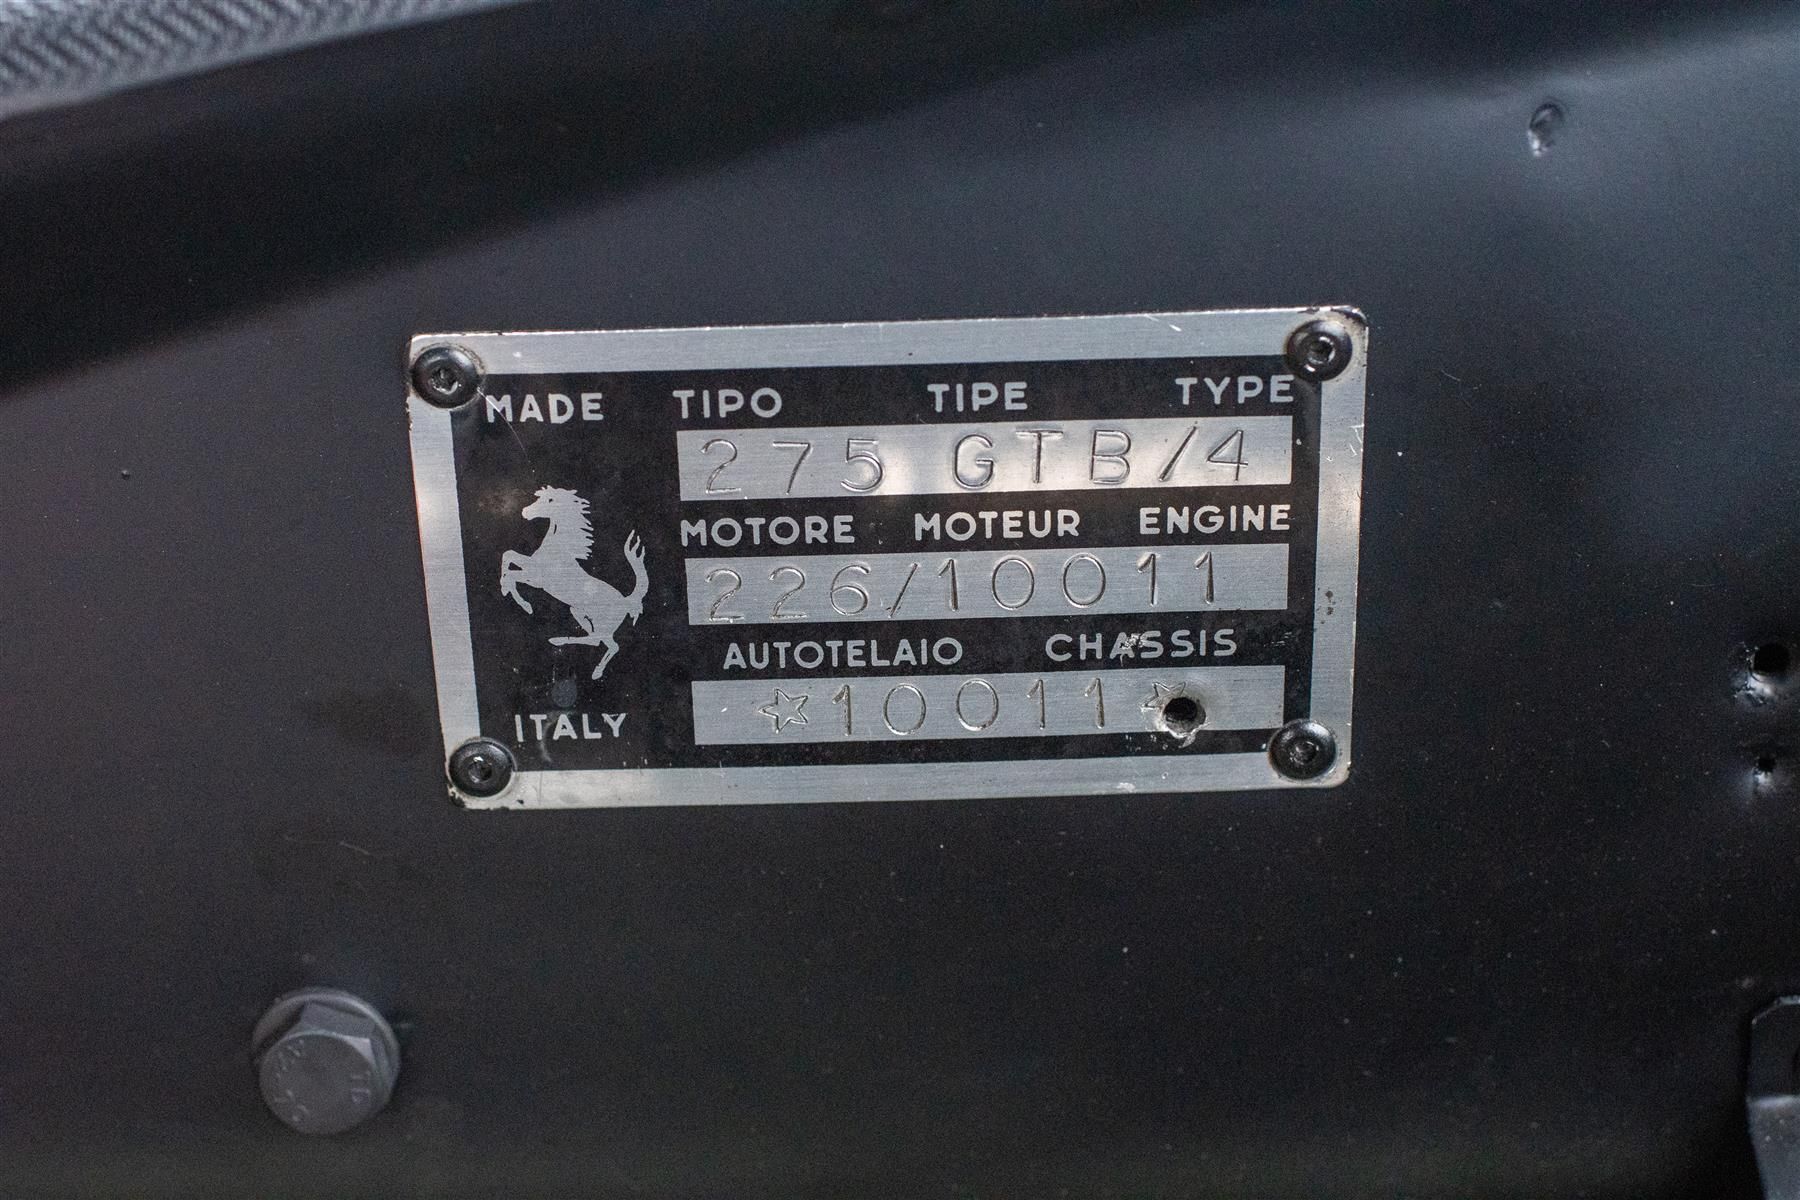 MADE TIPO TIPE TYPE
275 GTB/4
MOTORE MOTEUR ENGINE
226/10011
AUTOTELAIO CHASSIS
☆10011☆
ITALY